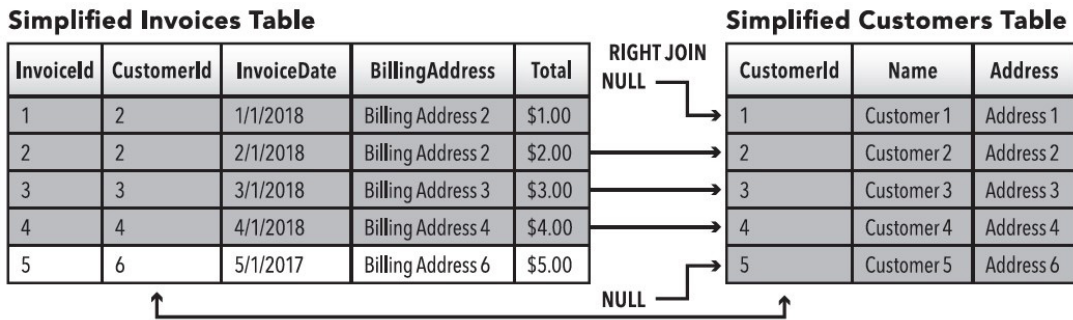 Simplified Invoices Table
InvoiceId CustomerId InvoiceDate BillingAddress Total
1 2 1/1/2018 Billing Address 2 $1.00
2 2 2/1/2018 Billing Address 2 $2.00
3 3 3/1/2018 Billing Address 3 $3.00
4 4 4/1/2018 Billing Address 4 $4.00
5 6 5/1/2017 Billing Address 6 $5.00
RIGHT JOIN
NULL
NULL
Simplified Customers Table
CustomerId Name Address
1 Customer 1 Address 1
2 Customer 2 Address 2
3 Customer 3 Address 3
4 Customer 4 Address 4
5 Customer 5 Address 6